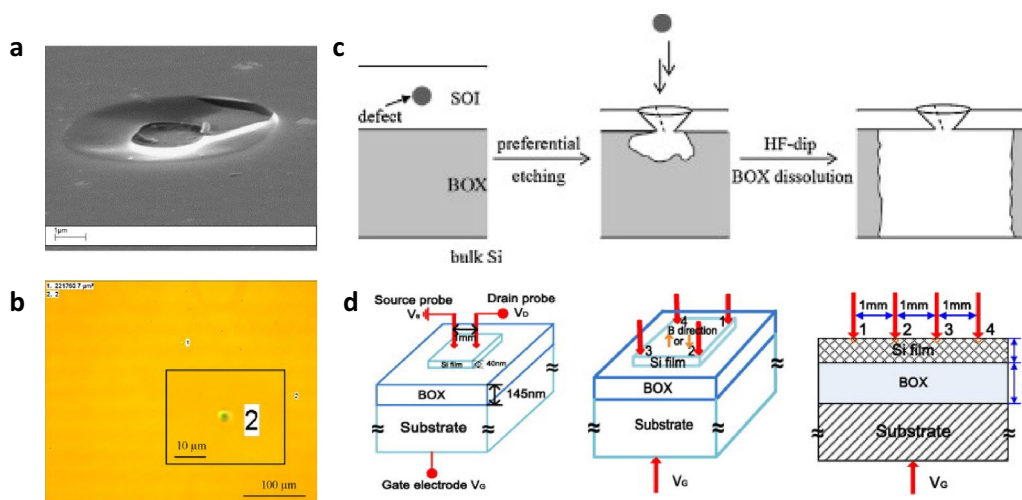 a
1µm
b
1. 221760.7 µm²
2. 2
1
2
2
10 µm
100 µm
c
defect
SOI
BOX
bulk Si
preferential
etching
HF-dip
BOX dissolution
d
Source probe
Drain probe
VD
1mm
Si film
40nm
BOX
145nm
Substrate
Gate electrode VG
4
1
B direction
or
3
2
Si film
BOX
Substrate
VG
1mm
1mm
1mm
1
2
3
4
Si film
BOX
Substrate
VG